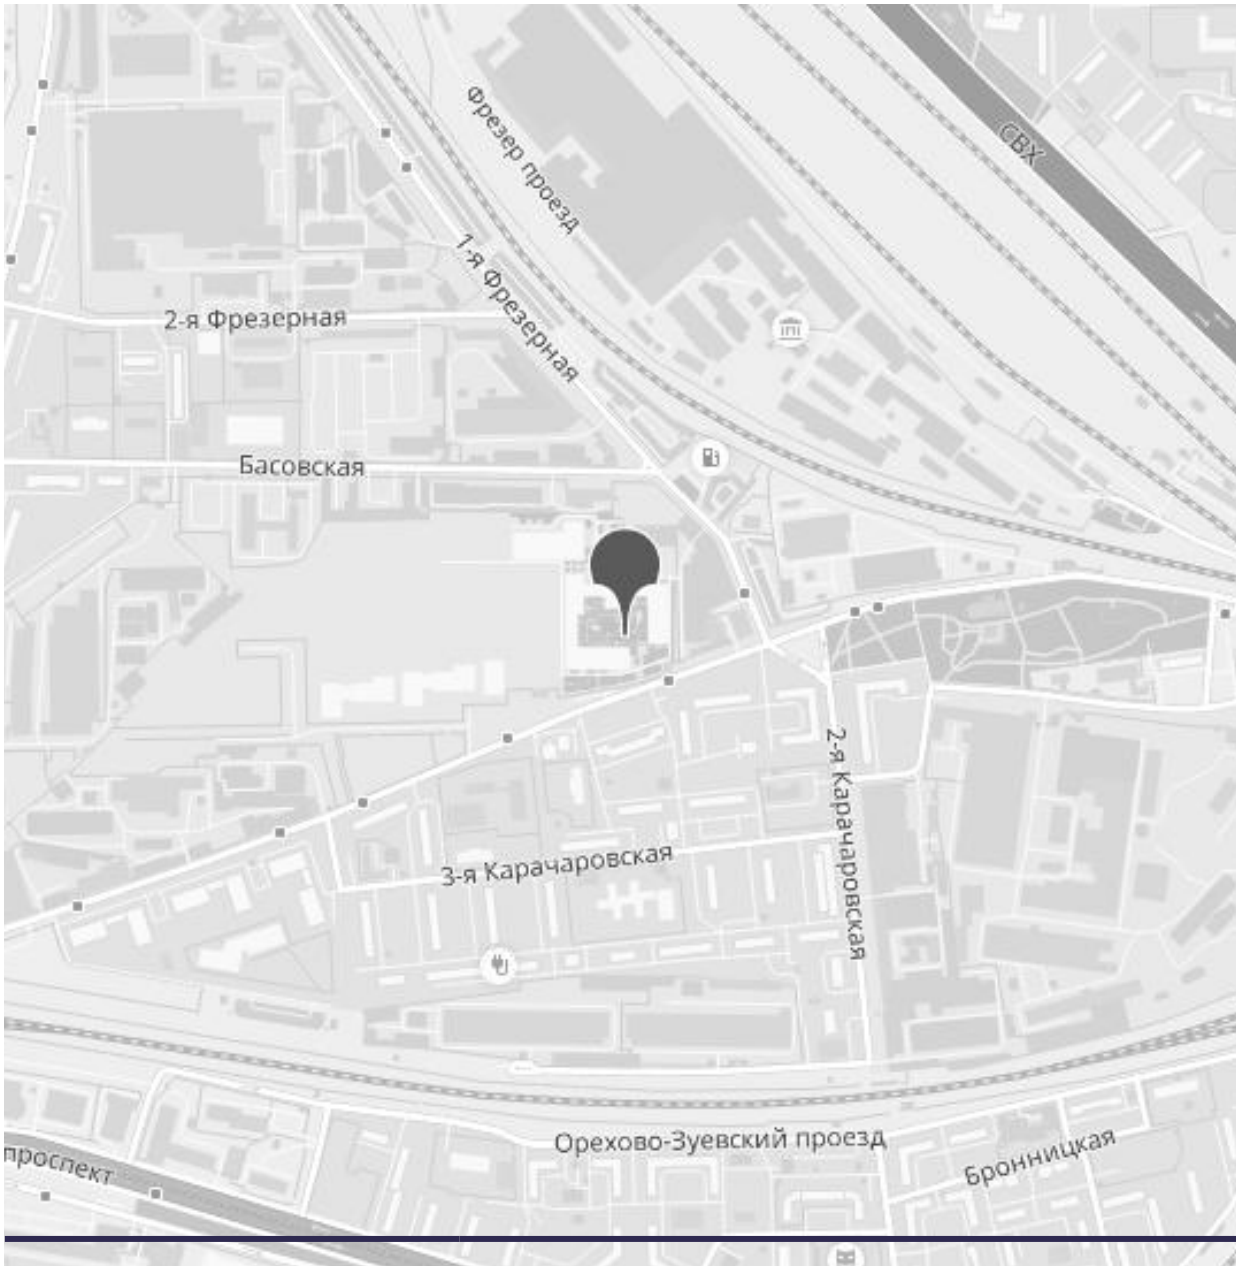 СВХ
Фрезер проезд
1-я Фрезерная
2-я Фрезерная
Басовская
2-я Карачаровская
3-я Карачаровская
Орехово-Зуевский проезд
Бронницкая
проспект